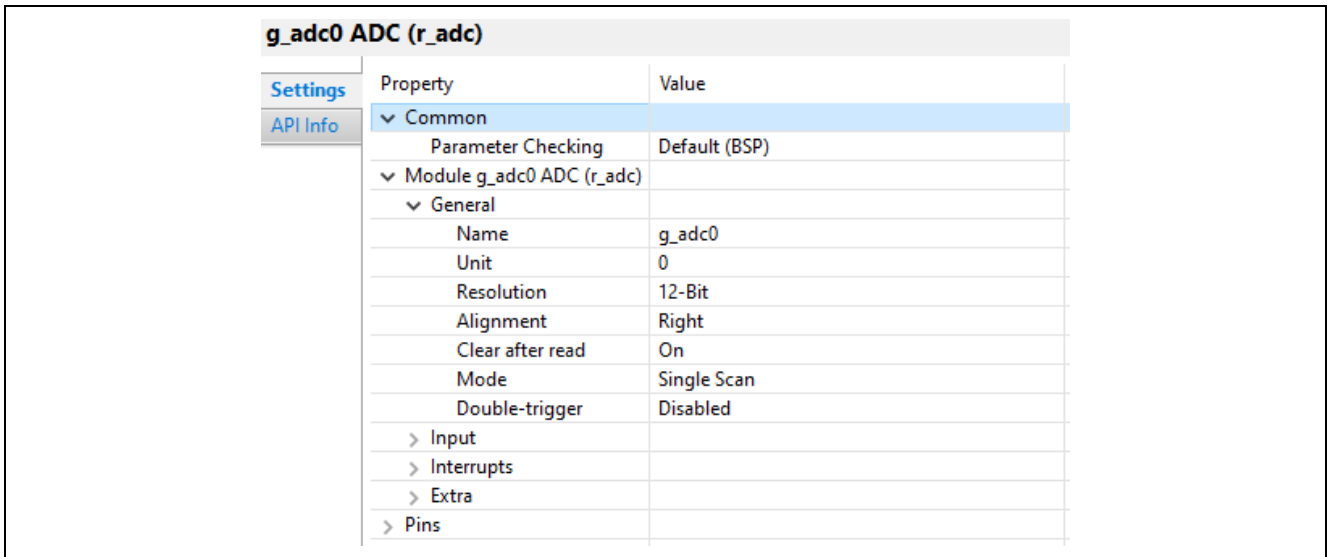 g_adc0 ADC (r_adc)
Settings
API Info
Property Value
Common
Parameter Checking Default (BSP)
Module g_adc0 ADC (r_adc)
General
Name g_adc0
Unit 0
Resolution 12-Bit
Alignment Right
Clear after read On
Mode Single Scan
Double-trigger Disabled
Input
Interrupts
Extra
Pins